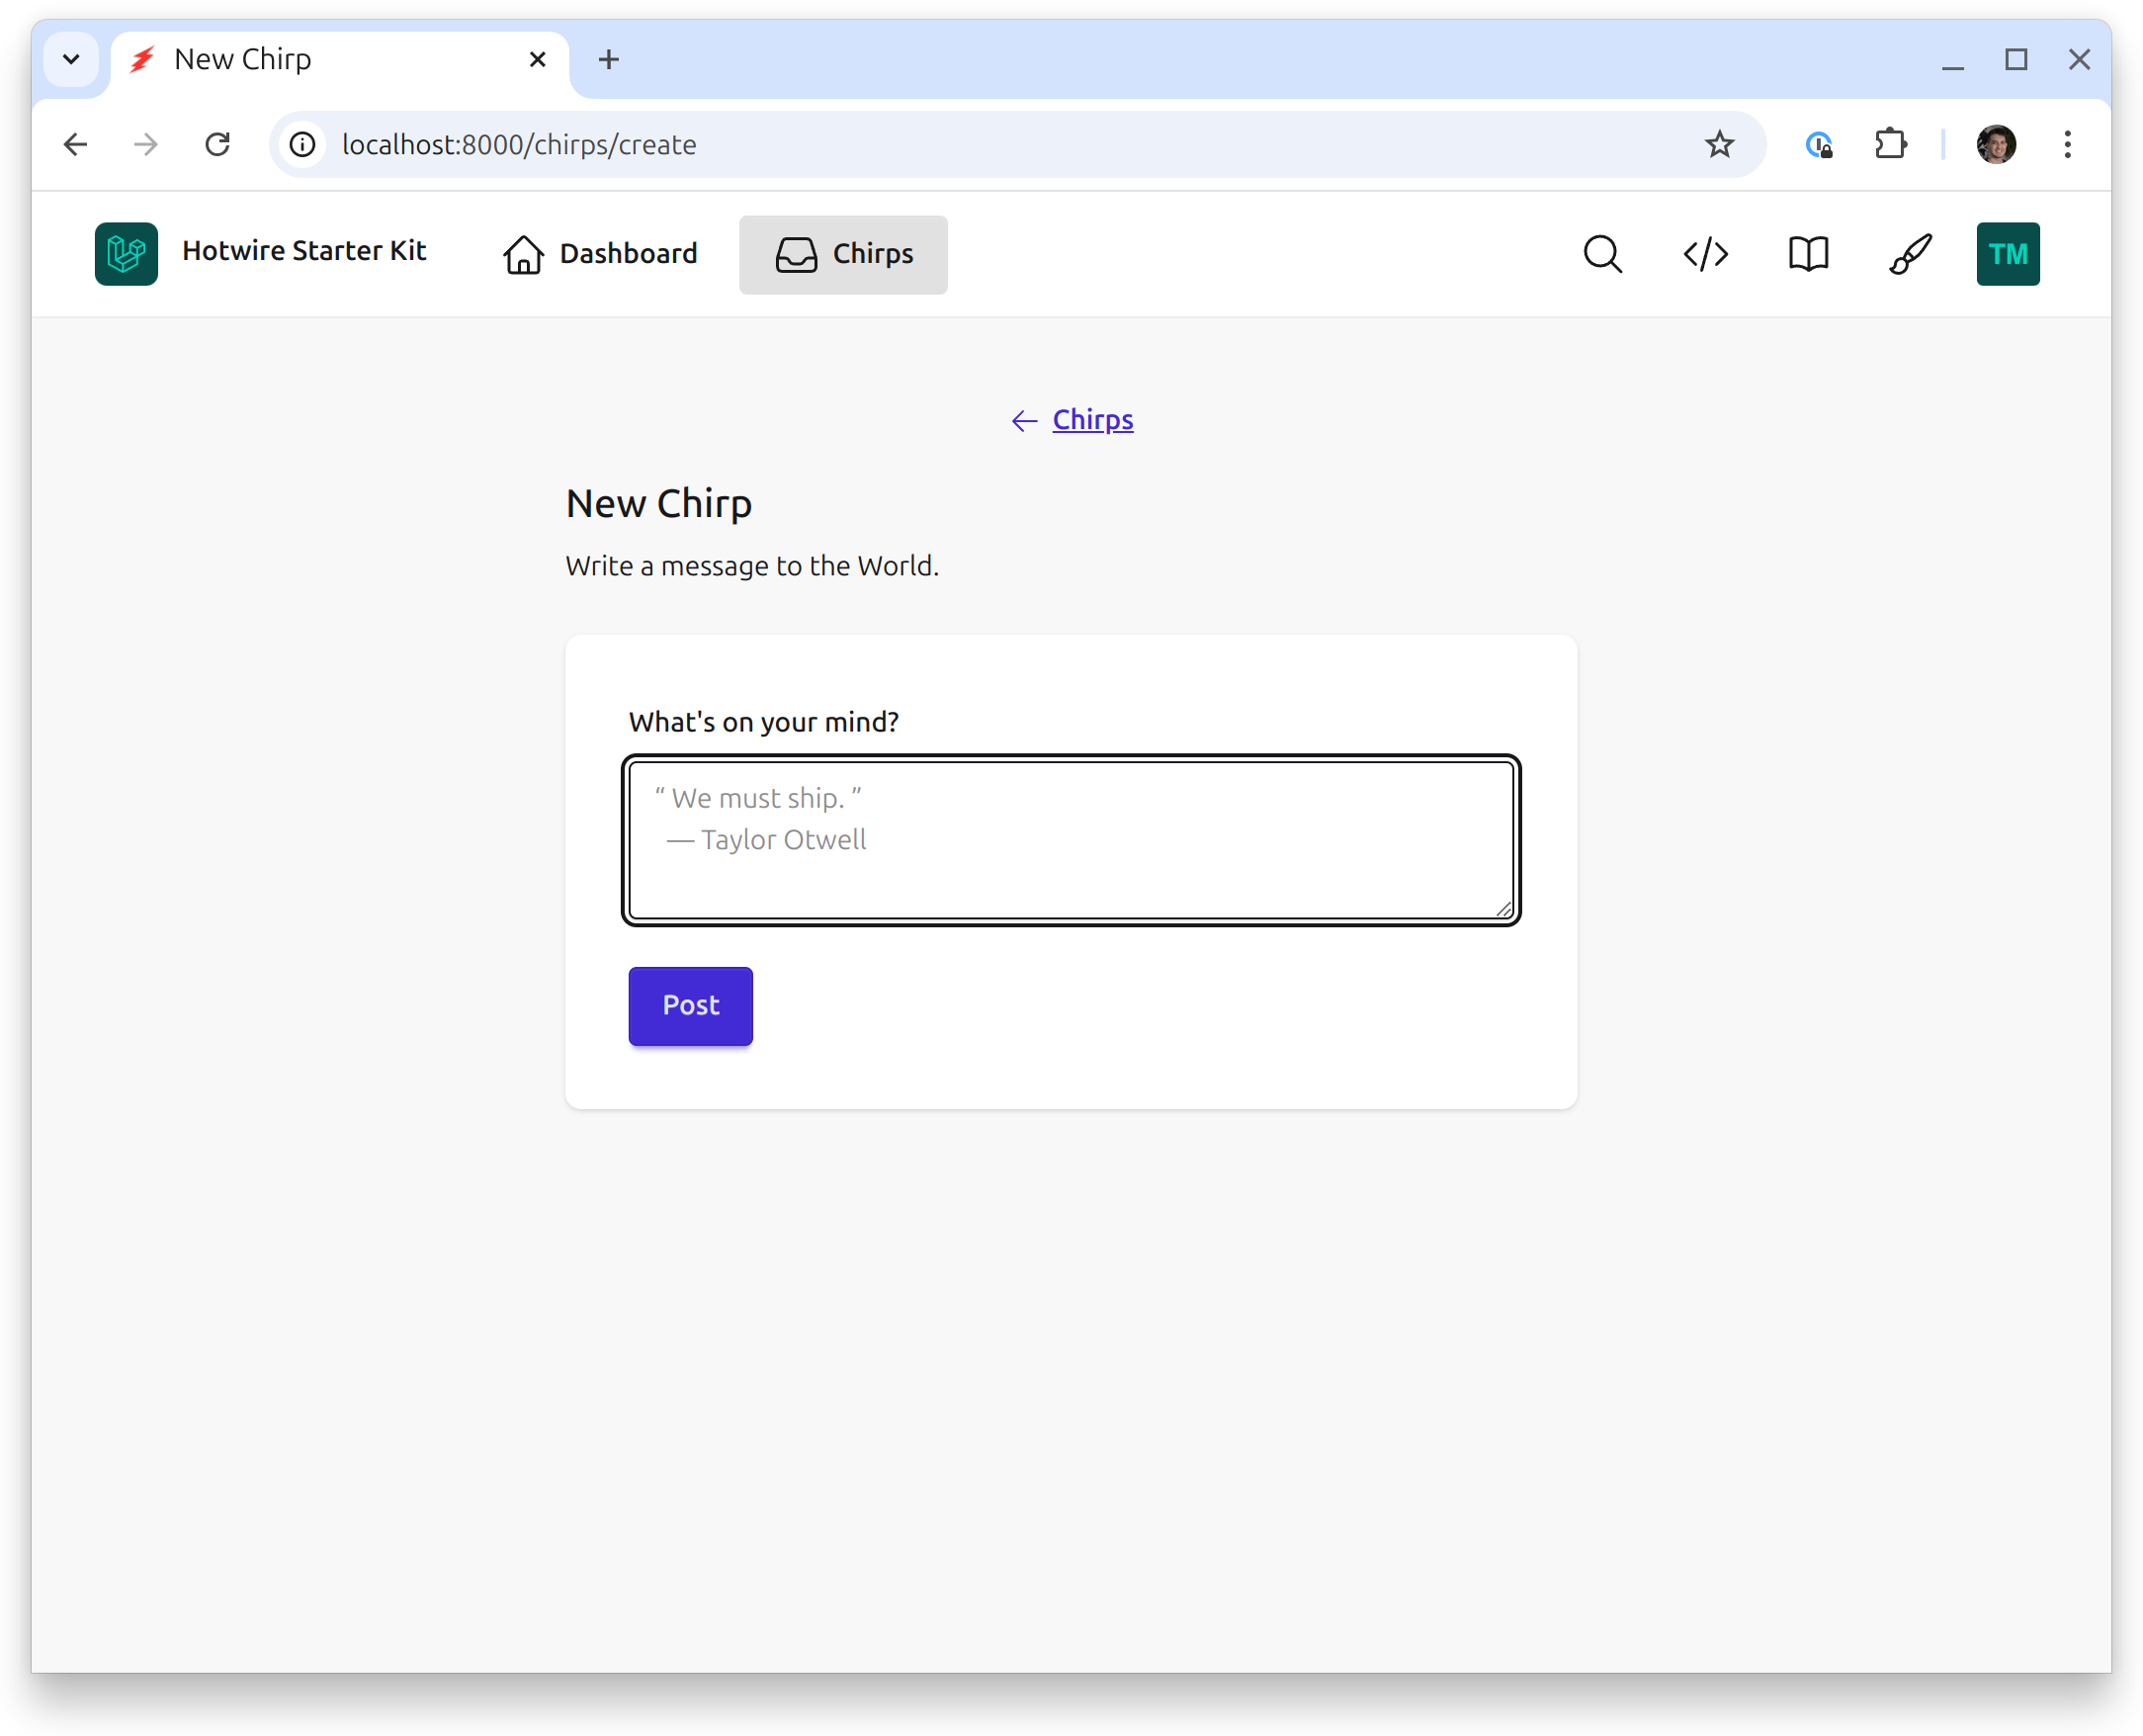 New Chirp
localhost:8000/chirps/create
Hotwire Starter Kit
Dashboard
Chirps
TM
Chirps
New Chirp
Write a message to the World.
What's on your mind?
“ We must ship. ”
— Taylor Otwell
Post